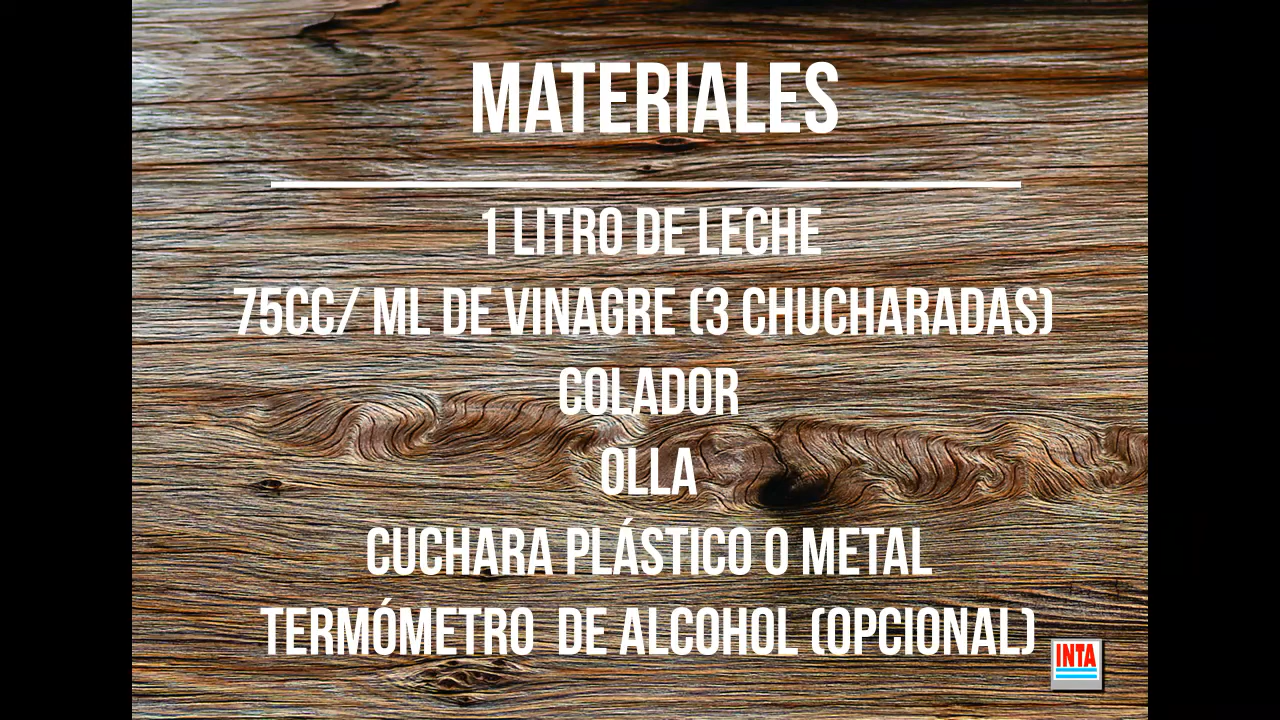 MATERIALES
1 LITRO DE LECHE
75CC/ ML DE VINAGRE (3 CHUCHARADAS)
COLADOR
OLLA
CUCHARA PLÁSTICO O METAL
TERMÓMETRO DE ALCOHOL (OPCIONAL)
INTA